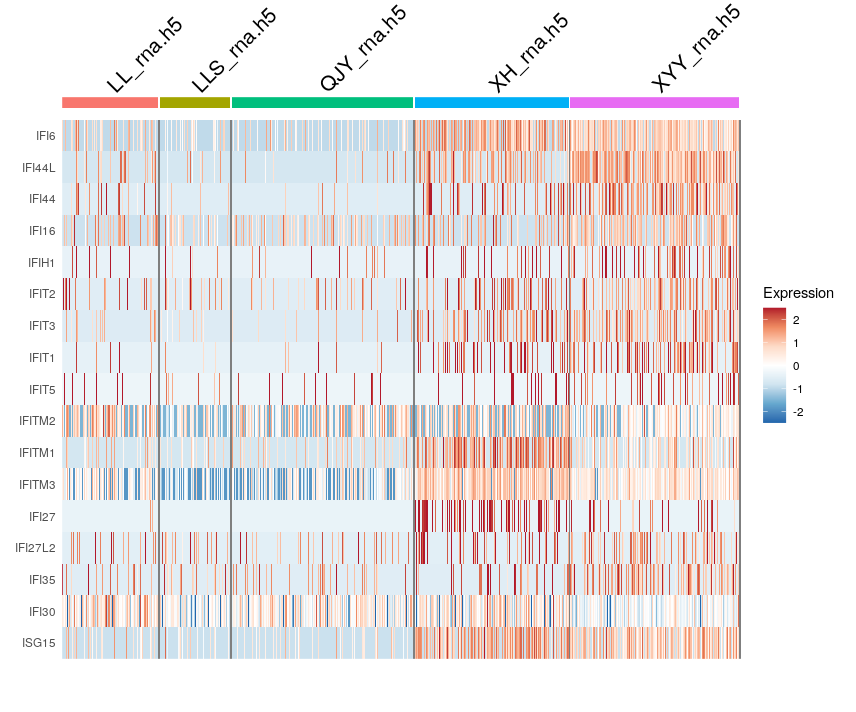 LL_rna.h5
LLS_rna.h5
QJY_rna.h5
XH_rna.h5
XYY_rna.h5
IFI6
IFI44L
IFI44
IFI16
IFIH1
IFIT2
IFIT3
IFIT1
IFIT5
IFITM2
IFITM1
IFITM3
IFI27
IFI27L2
IFI35
IFI30
ISG15
Expression
2
1
0
-1
-2